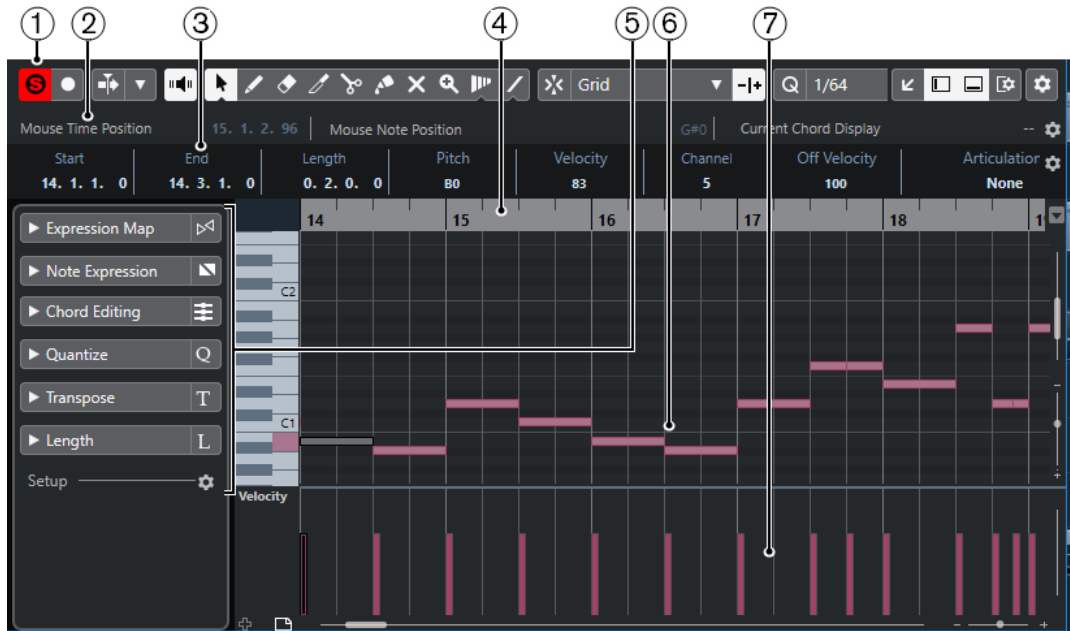 1 2 3 4 5 6 7
S Grid Q 1/64
Mouse Time Position 15. 1. 2. 96 Mouse Note Position G#0 Current Chord Display --
Start End Length Pitch Velocity Channel Off Velocity Articulation
14. 1. 1. 0 14. 3. 1. 0 0. 2. 0. 0 B0 83 5 100 None
14 15 16 17 18
Expression Map
Note Expression
C2
Chord Editing
Quantize Q
Transpose T
C1
Length L
Setup
Velocity